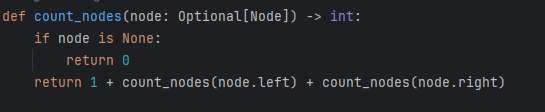 def count_nodes(node: Optional[Node]) -> int:
    if node is None:
        return 0
    return 1 + count_nodes(node.left) + count_nodes(node.right)